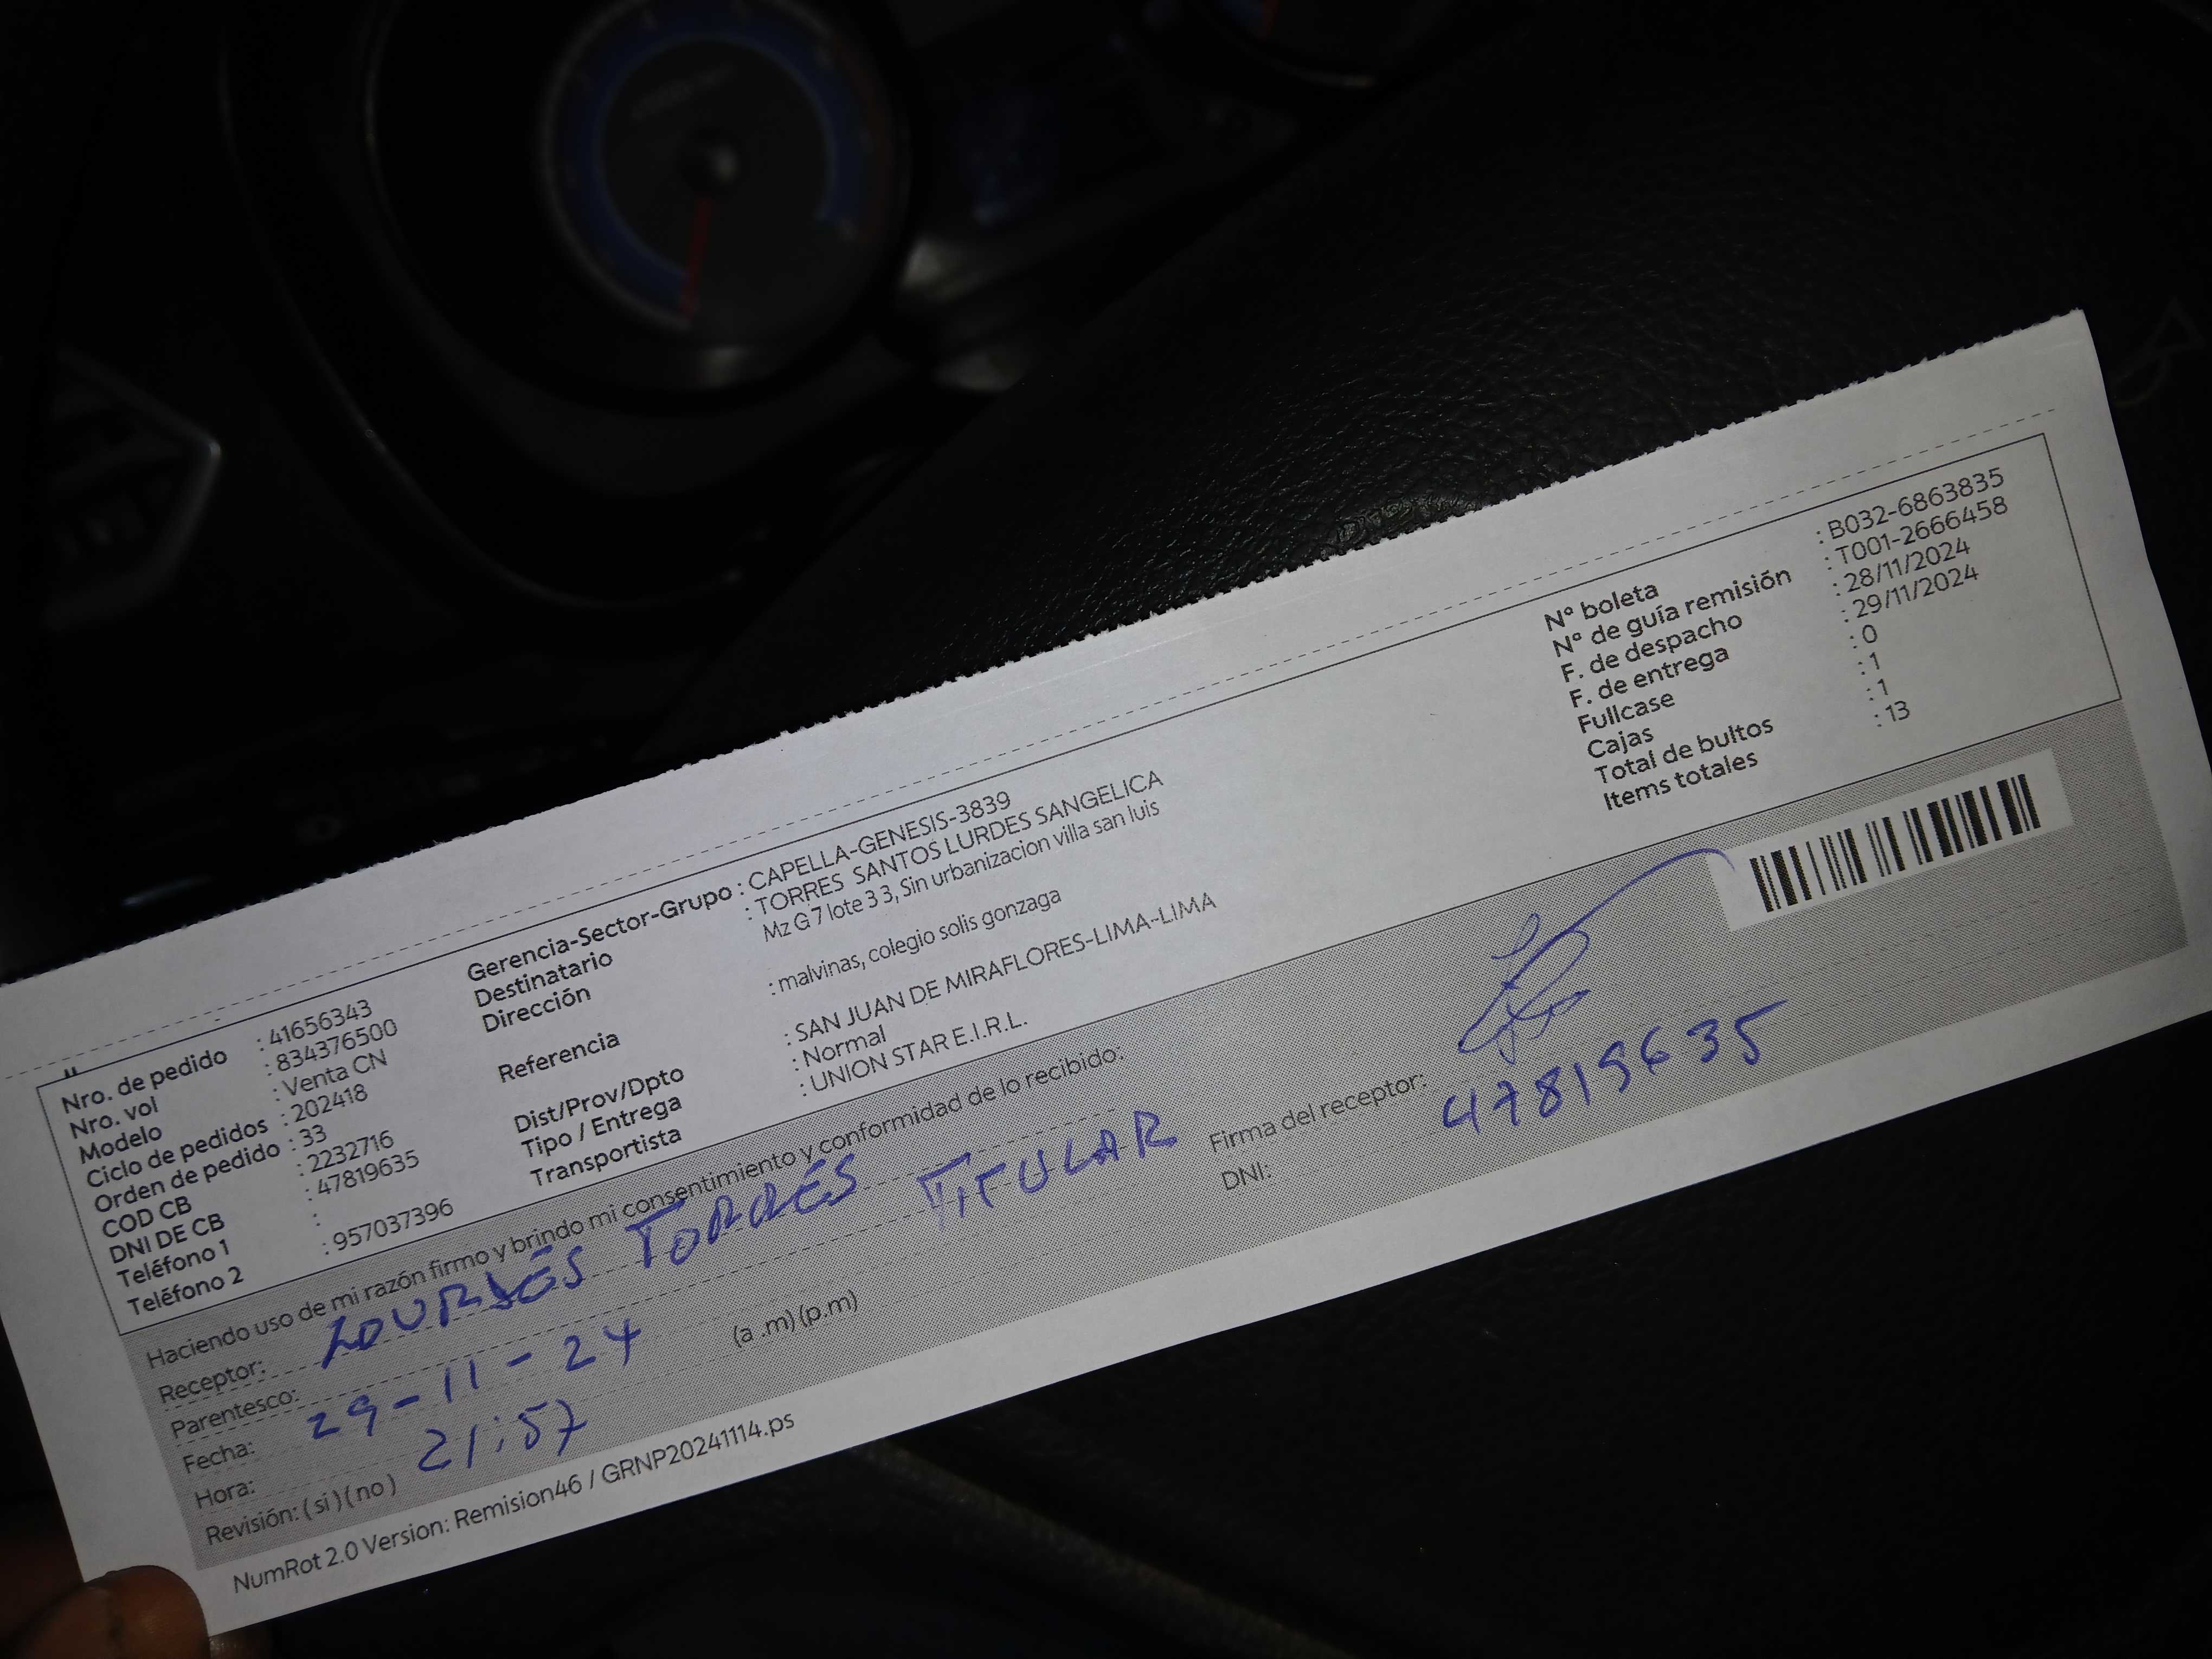 Nro. de pedido : 41656343
Nro. vol : 834376500
Modelo : Venta CN
Ciclo de pedidos : 202418
Orden de pedido : 33
COD CB : 2232716
DNI DE CB : 47819635
Teléfono 1 :
Teléfono 2 : 957037396
Gerencia-Sector-Grupo : CAPELLA-GENESIS-3839
Destinatario : TORRES SANTOS LURDES SANGELICA
Dirección Mz G 7 lote 3 3, Sin urbanizacion villa san luis
Referencia : malvinas, colegio solis gonzaga
Dist/Prov/Dpto : SAN JUAN DE MIRAFLORES-LIMA-LIMA
Tipo / Entrega : Normal
Transportista : UNION STAR E.I.R.L.
N° boleta : B032-6863835
N° de guía remisión : T001-2666458
F. de despacho : 28/11/2024
F. de entrega : 29/11/2024
Fullcase : 0
Cajas : 1
Total de bultos : 1
Items totales : 13
Haciendo uso de mi razón firmo y brindo mi consentimiento y conformidad de lo recibido:
Receptor: LOURDES TORRES TITULAR
Parentesco:
Fecha: 29-11-24
Hora: 21:57 (a .m) (p.m)
Revisión: ( si ) ( no )
Firma del receptor:
DNI: 47819635
NumRot 2.0 Version: Remision46 / GRNP20241114.ps